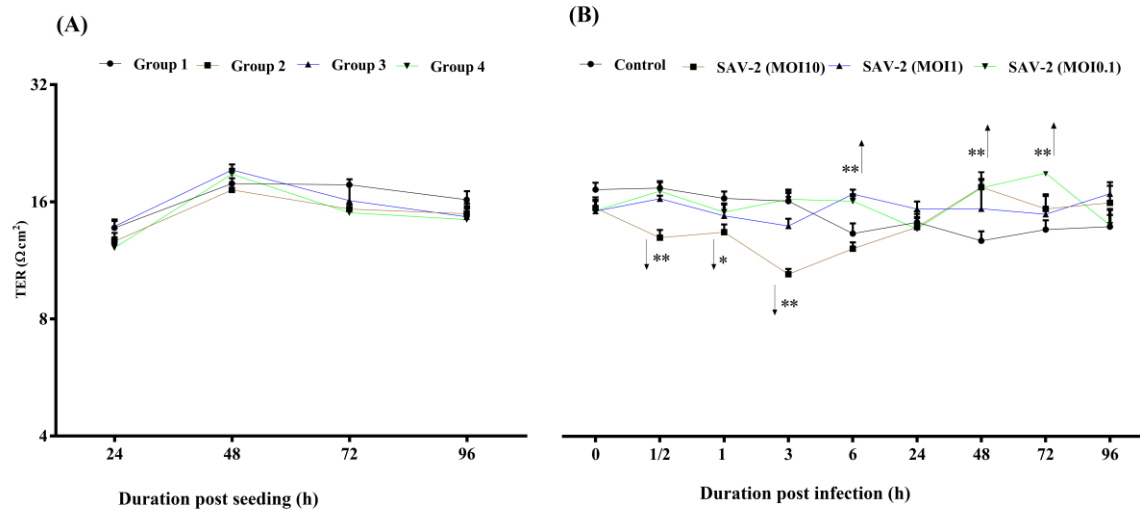 (A)
Group 1 Group 2 Group 3 Group 4
32
16
8
4
TER (Ω cm²)
24 48 72 96
Duration post seeding (h)
(B)
Control SAV-2 (MOI10) SAV-2 (MOI1) SAV-2 (MOI0.1)
** ** **
** *
**
0 1/2 1 3 6 24 48 72 96
Duration post infection (h)